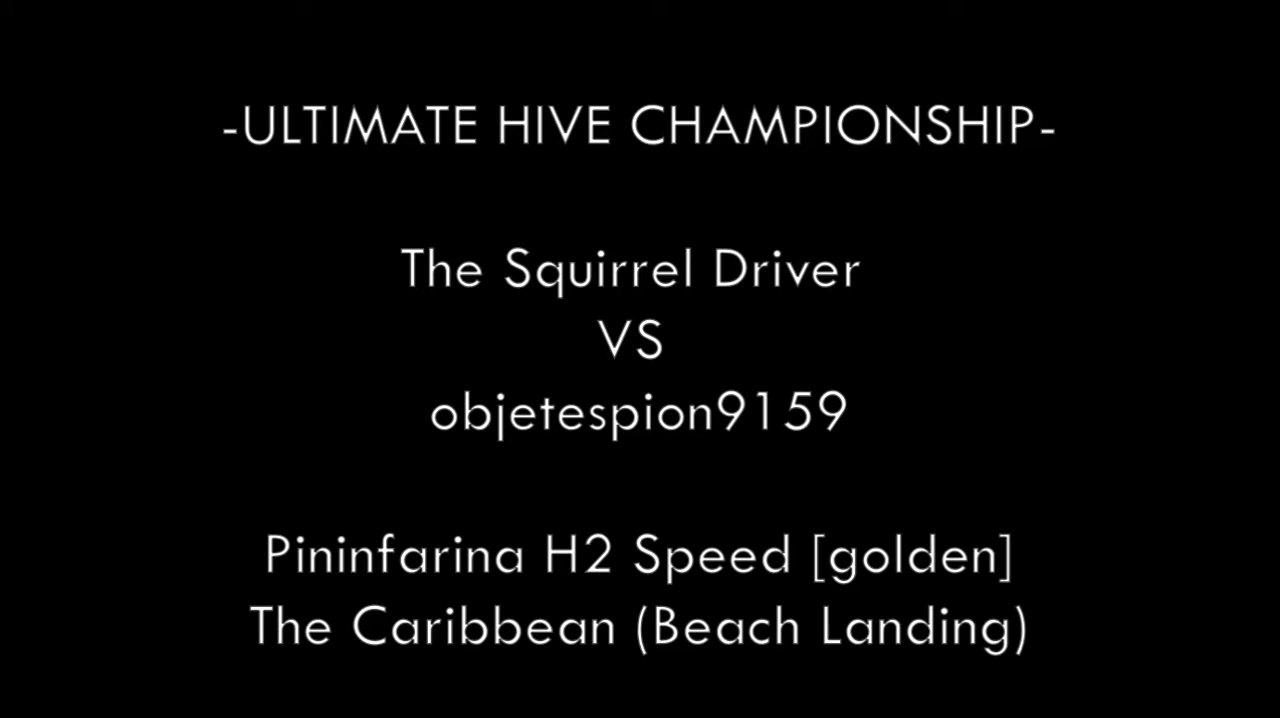 -ULTIMATE HIVE CHAMPIONSHIP-
The Squirrel Driver
VS
objetespion9159
Pininfarina H2 Speed [golden]
The Caribbean (Beach Landing)